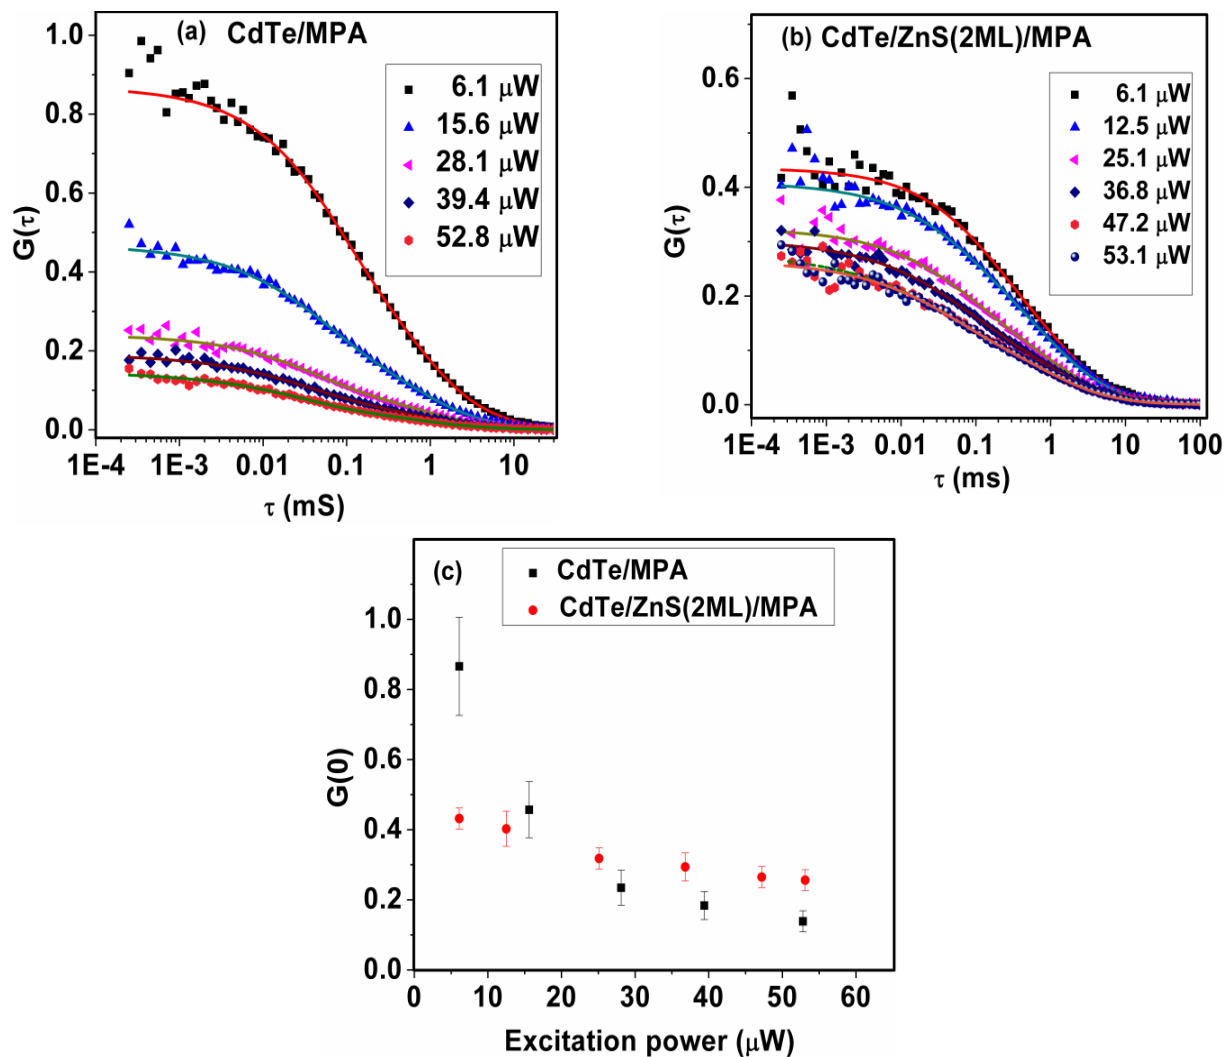 (a) CdTe/MPA
6.1 μW
15.6 μW
28.1 μW
39.4 μW
52.8 μW
1.0
0.8
0.6
0.4
0.2
0.0
G(τ)
1E-4 1E-3 0.01 0.1 1 10
τ (mS)
(b) CdTe/ZnS(2ML)/MPA
6.1 μW
12.5 μW
25.1 μW
36.8 μW
47.2 μW
53.1 μW
0.6
0.4
0.2
0.0
G(τ)
1E-4 1E-3 0.01 0.1 1 10 100
τ (ms)
(c)
CdTe/MPA
CdTe/ZnS(2ML)/MPA
1.0
0.8
0.6
0.4
0.2
0.0
G(0)
0 10 20 30 40 50 60
Excitation power (μW)